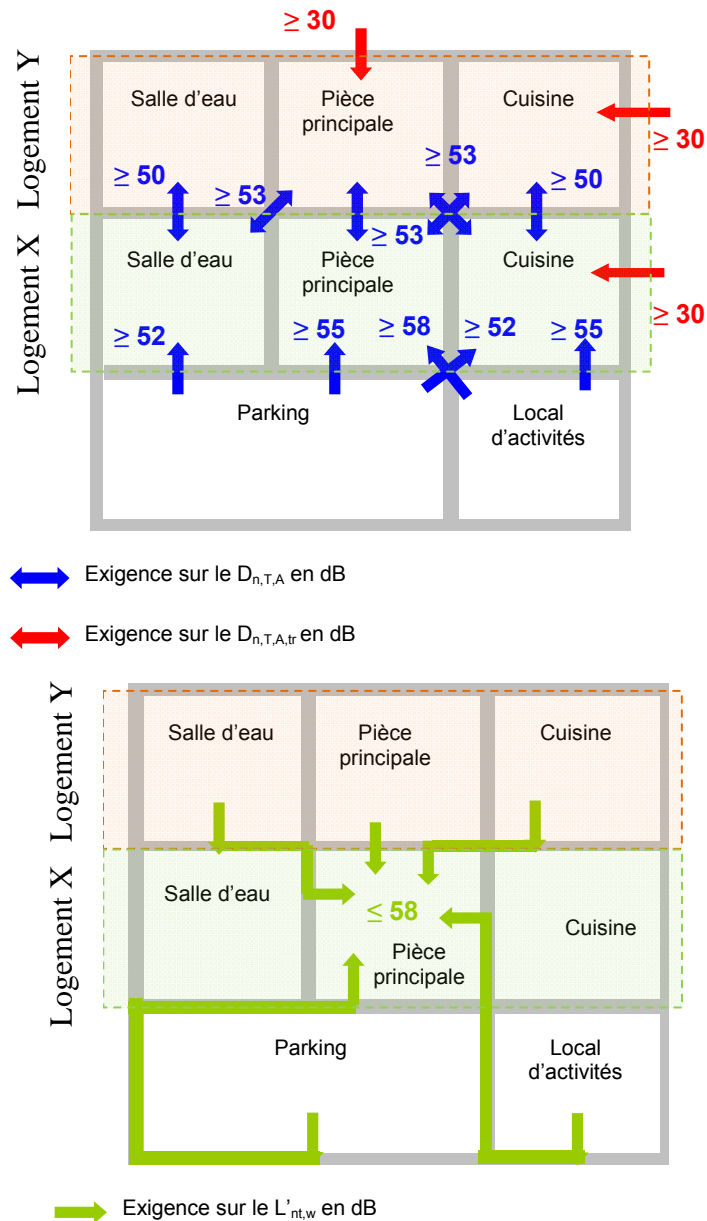 ≥ 30
Logement Y
Salle d'eau
Pièce
principale
Cuisine
≥ 30
≥ 53
≥ 50
≥ 53
≥ 50
≥ 53
Logement X
Salle d'eau
Pièce
principale
Cuisine
≥ 30
≥ 52
≥ 55
≥ 58
≥ 52
≥ 55
Parking
Local
d'activités
Exigence sur le Dn,T,A en dB
Exigence sur le Dn,T,A,tr en dB
Logement Y
Salle d'eau
Pièce
principale
Cuisine
Logement X
Salle d'eau
≤ 58
Pièce
principale
Cuisine
Parking
Local
d'activités
Exigence sur le L'nt,w en dB